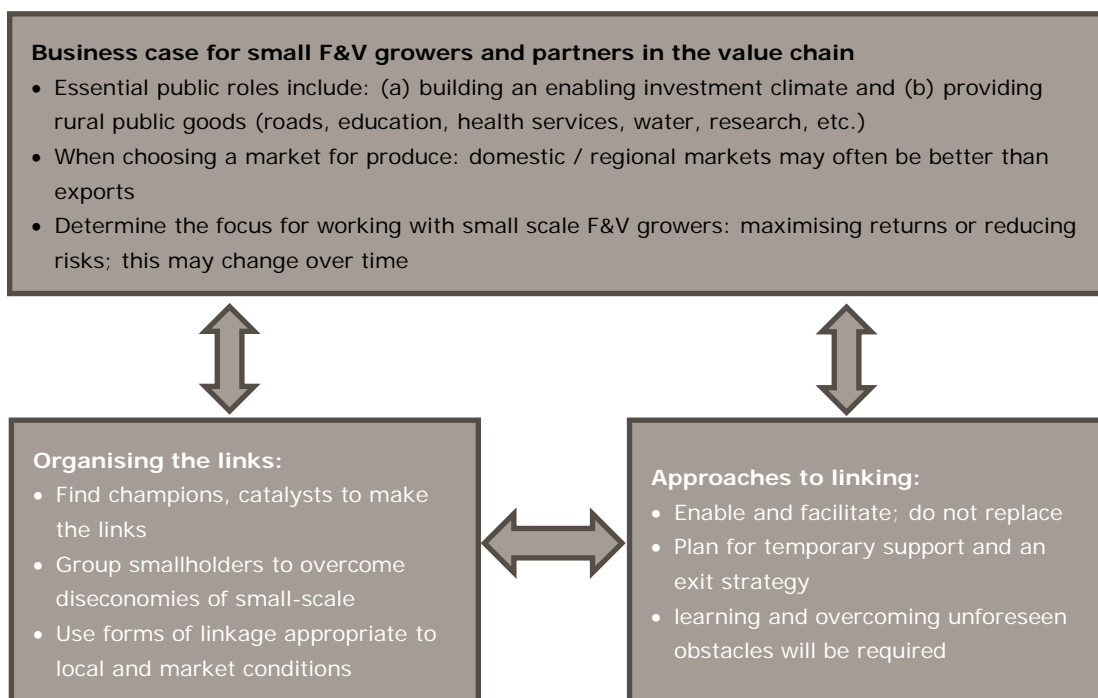 Business case for small F&V growers and partners in the value chain
• Essential public roles include: (a) building an enabling investment climate and (b) providing
rural public goods (roads, education, health services, water, research, etc.)
• When choosing a market for produce: domestic / regional markets may often be better than
exports
• Determine the focus for working with small scale F&V growers: maximising returns or reducing
risks; this may change over time
Organising the links:
• Find champions, catalysts to make
the links
• Group smallholders to overcome
diseconomies of small-scale
• Use forms of linkage appropriate to
local and market conditions
Approaches to linking:
• Enable and facilitate; do not replace
• Plan for temporary support and an
exit strategy
• learning and overcoming unforeseen
obstacles will be required